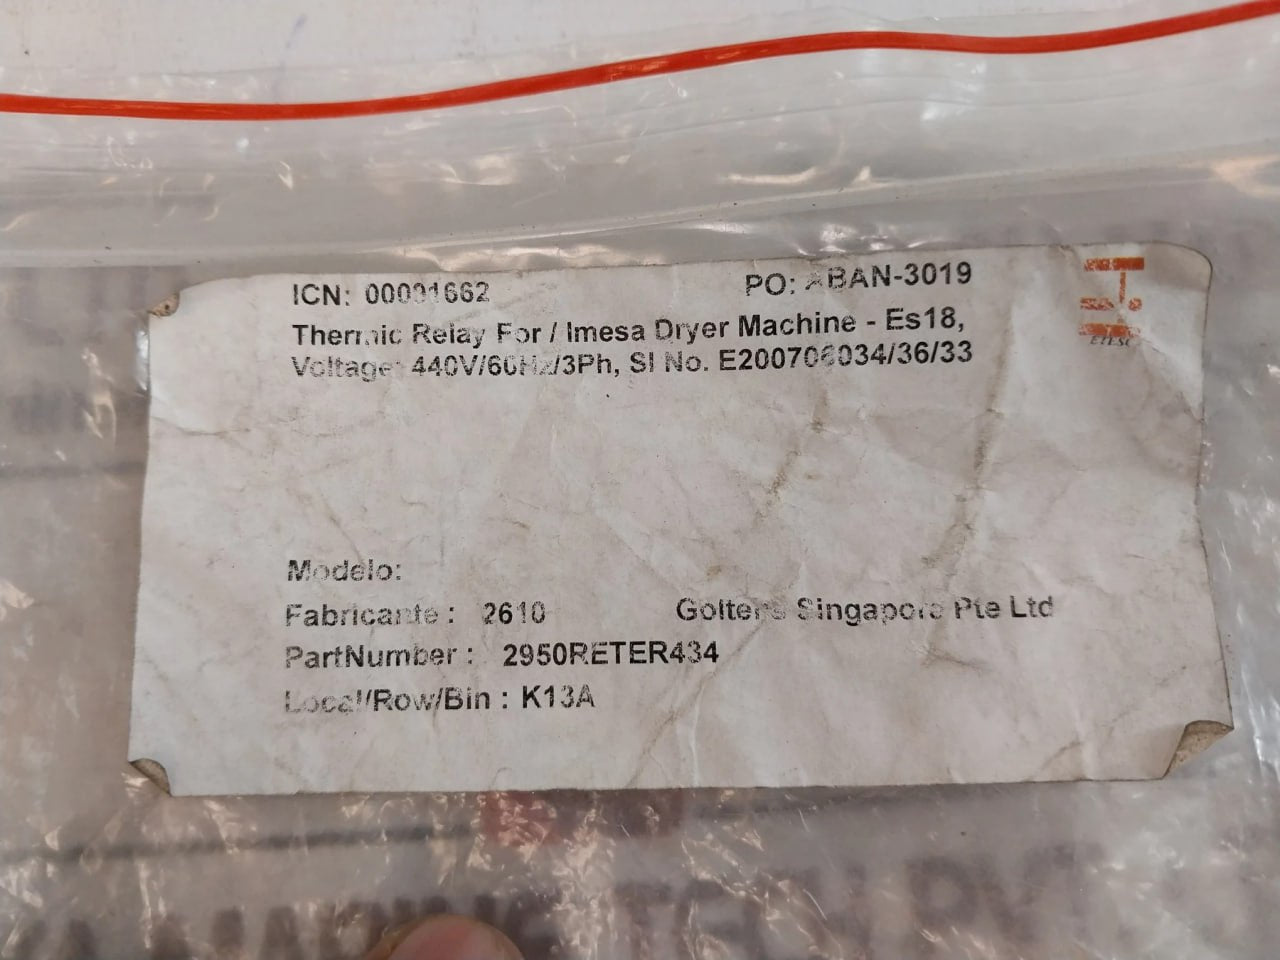 ICN: 00001662 PO: ABAN-3019
Thermic Relay For / Imesa Dryer Machine - Es18,
Voltage: 440V/60Hz/3Ph, Sl No. E200706034/36/33
Modelo:
Fabricante : 2610 Goltens Singapore Pte Ltd
PartNumber : 2950RETER434
Local/Row/Bin : K13A